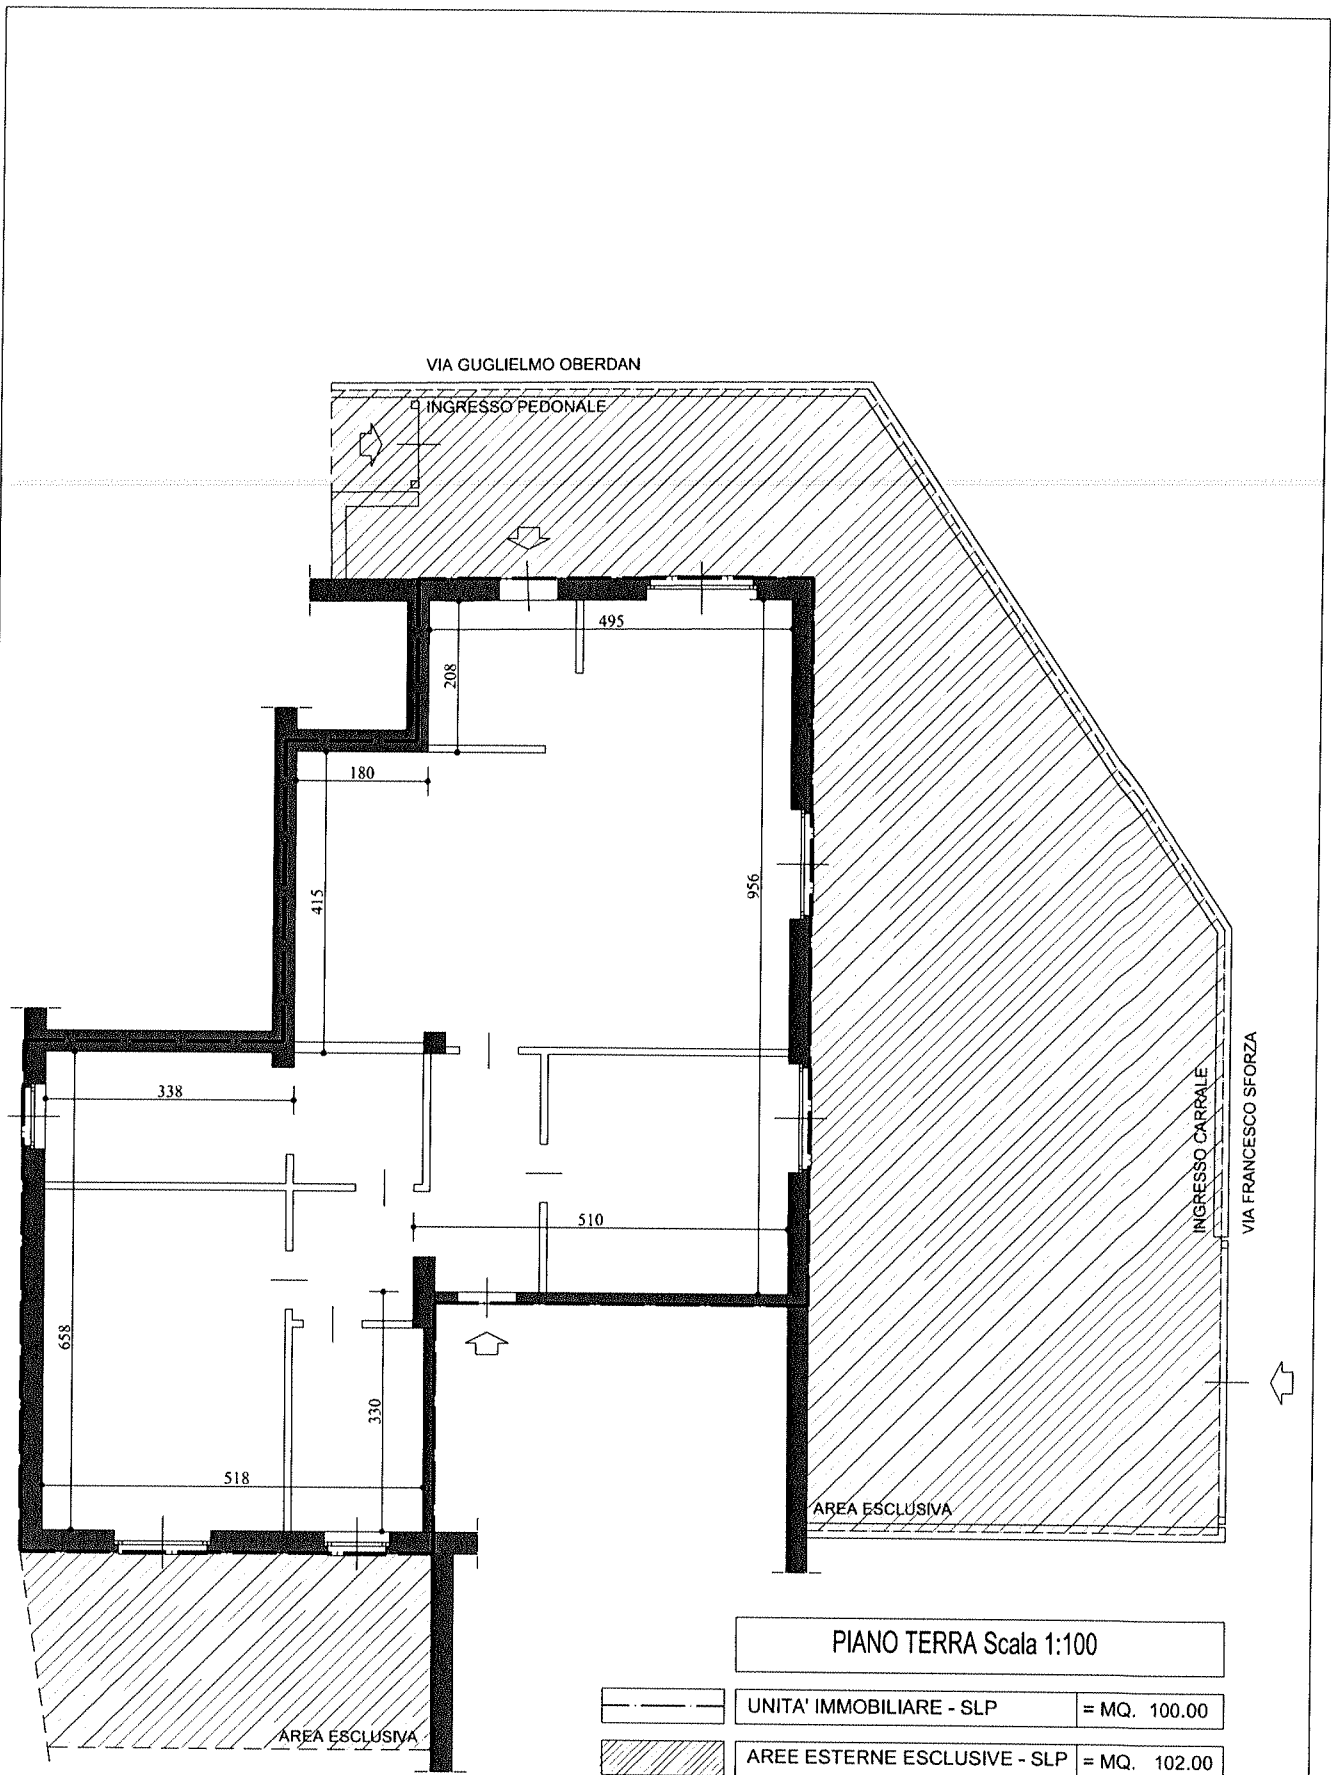 VIA GUGLIELMO OBERDAN
INGRESSO PEDONALE
495
208
180
415
956
338
510
658
330
518
INGRESSO CARRALE
VIA FRANCESCO SFORZA
AREA ESCLUSIVA
AREA ESCLUSIVA
PIANO TERRA Scala 1:100
UNITA' IMMOBILIARE - SLP = MQ. 100.00
AREE ESTERNE ESCLUSIVE - SLP = MQ. 102.00